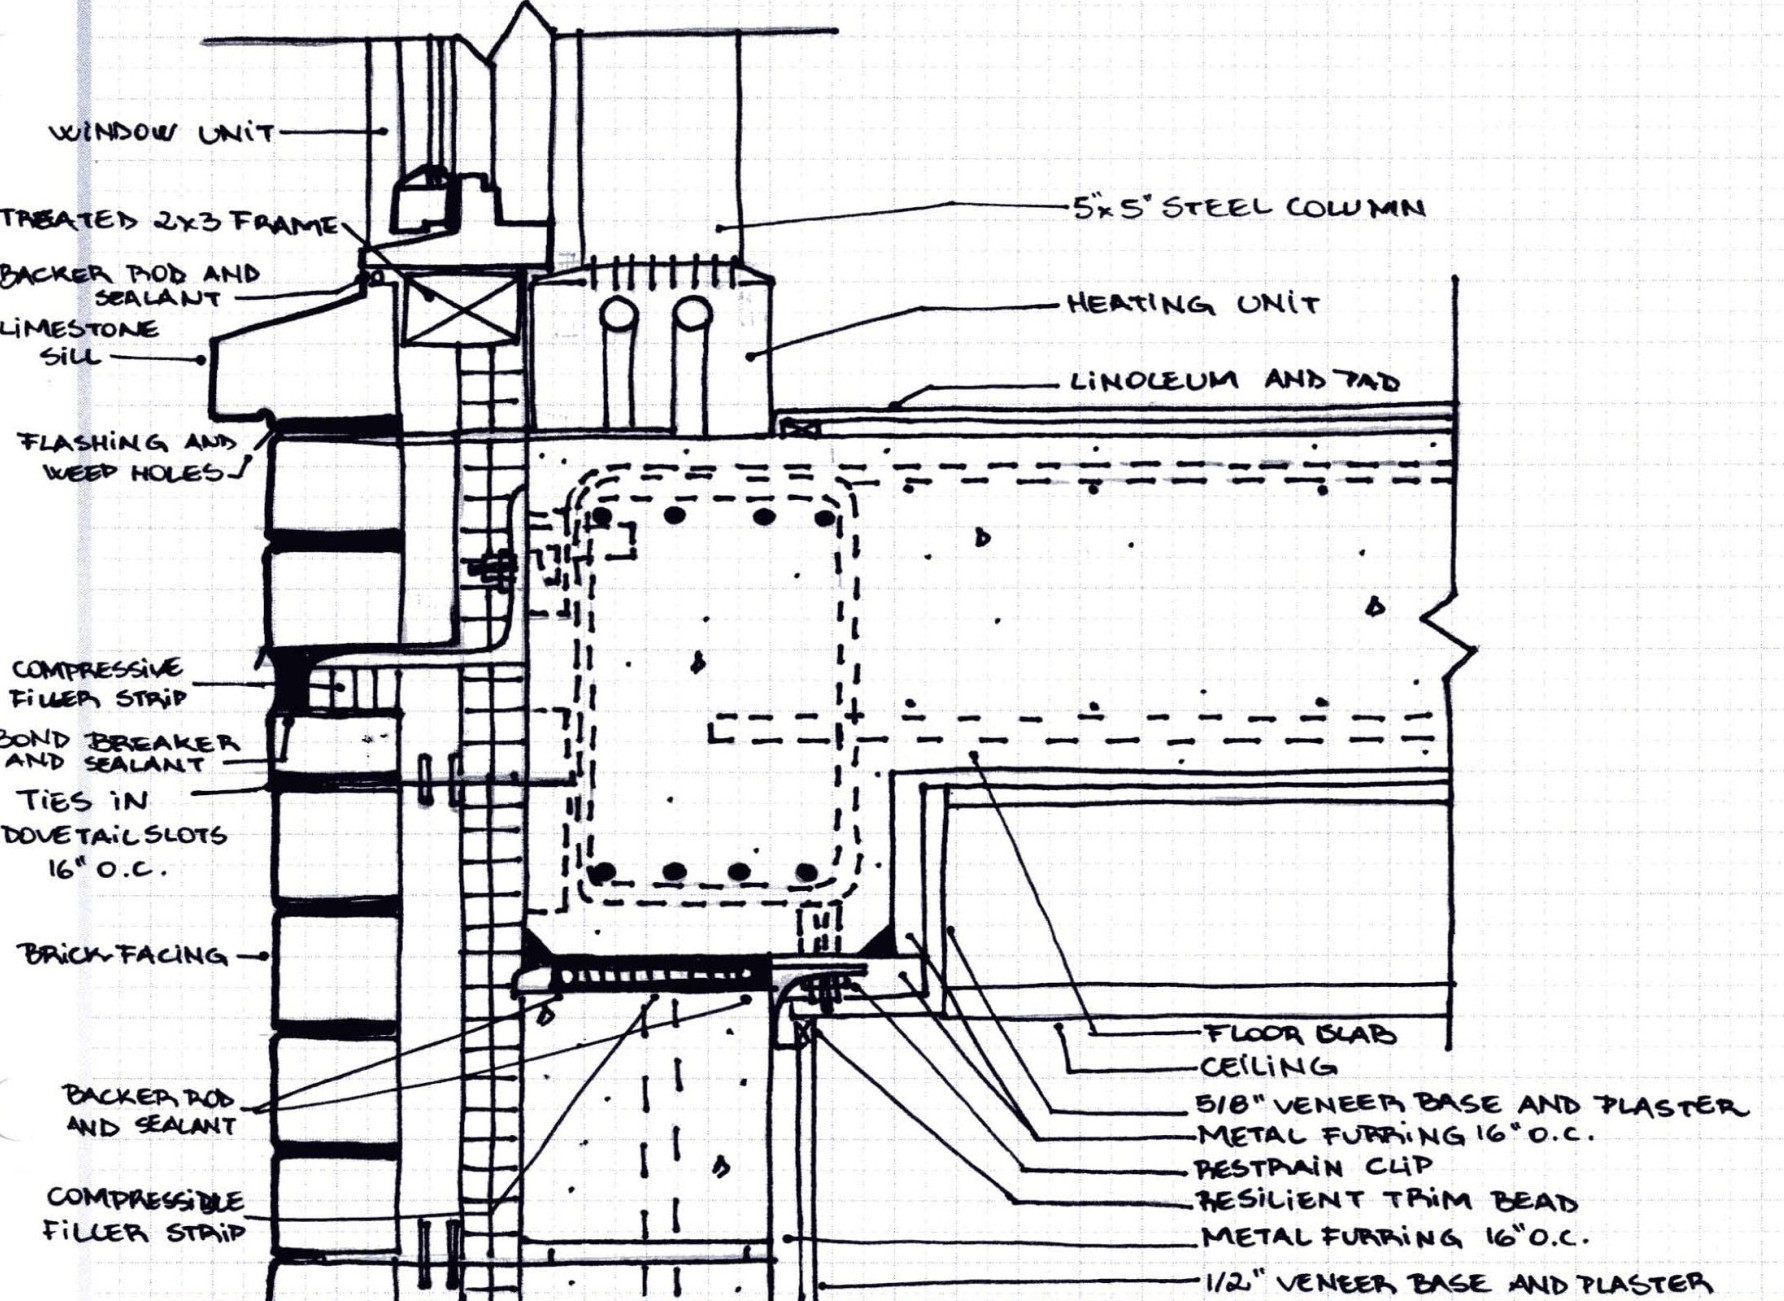 WINDOW UNIT
TREATED 2x3 FRAME
BACKER ROD AND
SEALANT
LIMESTONE
SILL
FLASHING AND
WEEP HOLES
COMPRESSIVE
FILLER STRIP
BOND BREAKER
AND SEALANT
TIES IN
DOVETAIL SLOTS
16" O.C.
BRICK FACING
BACKER ROD
AND SEALANT
COMPRESSIBLE
FILLER STRIP
5"x5" STEEL COLUMN
HEATING UNIT
LINOLEUM AND PAD
FLOOR SLAB
CEILING
5/8" VENEER BASE AND PLASTER
METAL FURRING 16" O.C.
RESTRAIN CLIP
RESILIENT TRIM BEAD
METAL FURRING 16" O.C.
1/2" VENEER BASE AND PLASTER